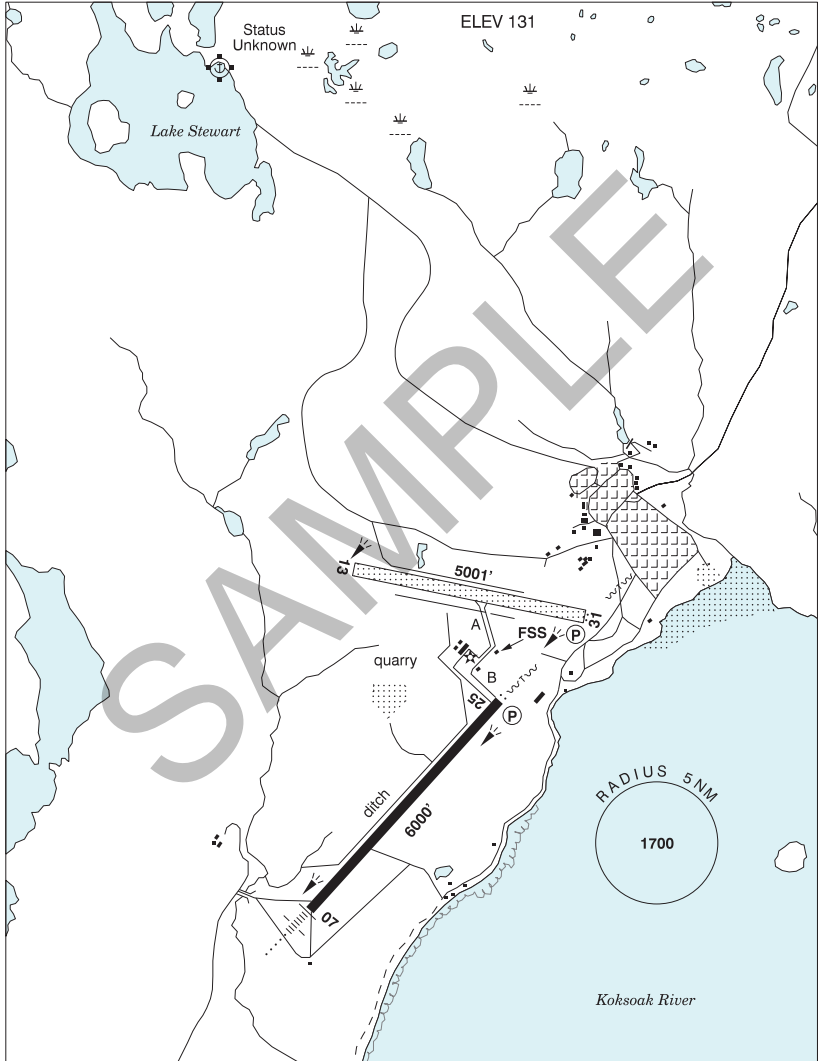 Status
Unknown
ELEV 131
Lake Stewart
SAMPLE
13
5001'
31
A
FSS
P
quarry
B
25
P
ditch
6000'
RADIUS 5NM
1700
07
Koksoak River